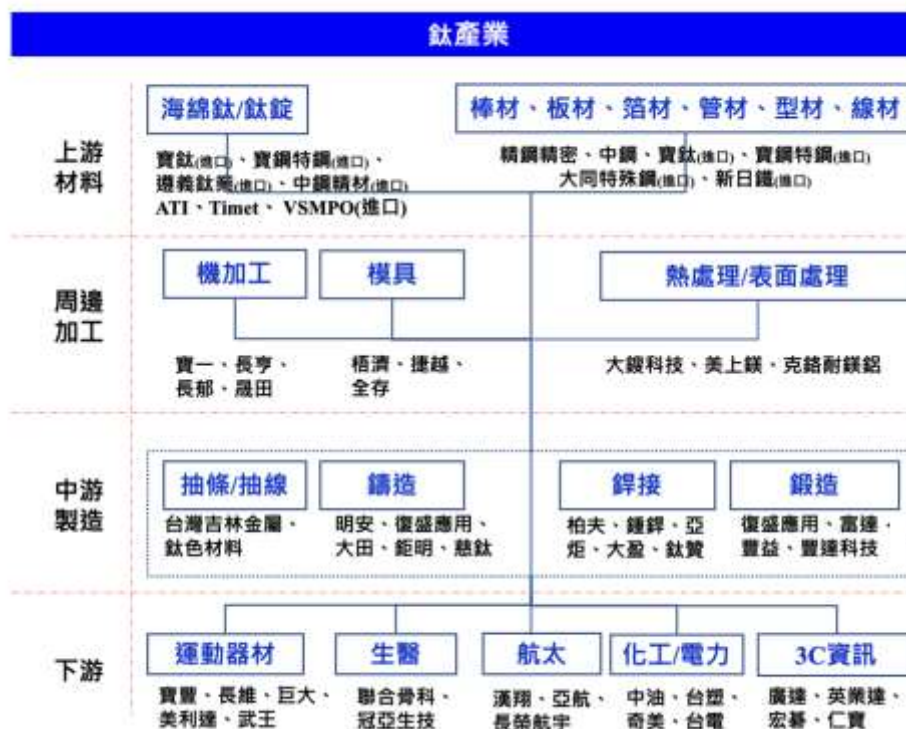 鈦產業
上游
材料
海綿鈦/鈦錠
寶鈦(進口)、寶鋼特鋼(進口)、
遵義鈦業(進口)、中鋼精材(進口)
ATI、Timet、VSMPO(進口)
棒材、板材、箔材、管材、型材、線材
精鋼精密、中鋼、寶鈦(進口)、寶鋼特鋼(進口)
大同特殊鋼(進口)、新日鐵(進口)
周邊
加工
機加工
寶一、長亨、
長郁、晟田
模具
梧濟、捷越、
全存
熱處理/表面處理
大鎪科技、美上鎂、克鉻耐鎂鋁
中游
製造
抽條/抽線
台灣吉林金屬、
鈦色材料
鑄造
明安、復盛應用、
大田、鉅明、慈鈦
銲接
柏夫、鍾銲、亞
炬、大盈、鈦贊
鍛造
復盛應用、富達、
豐益、豐達科技
下游
運動器材
寶豐、長維、巨大、
美利達、武王
生醫
聯合骨科、
冠亞生技
航太
漢翔、亞航、
長榮航宇
化工/電力
中油、台塑、
奇美、台電
3C資訊
廣達、英業達、
宏碁、仁寶